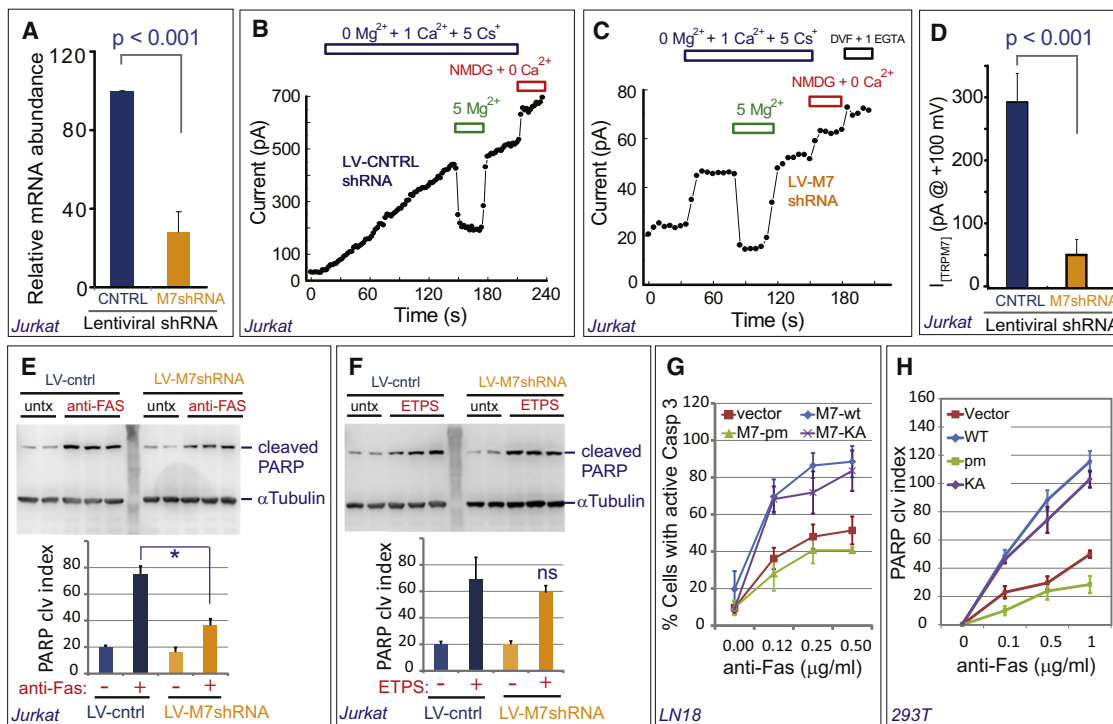 A
p < 0.001
Relative mRNA abundance
120
80
40
0
CNTRL M7shRNA
Lentiviral shRNA
Jurkat
B
0 Mg²⁺ + 1 Ca²⁺ + 5 Cs⁺
NMDG + 0 Ca²⁺
5 Mg²⁺
LV-CNTRL
shRNA
Current (pA)
700
500
300
100
0
0 60 120 180 240
Time (s)
Jurkat
C
0 Mg²⁺ + 1 Ca²⁺ + 5 Cs⁺
DVF + 1 EGTA
NMDG + 0 Ca²⁺
5 Mg²⁺
LV-M7
shRNA
Current (pA)
80
60
40
20
0
0 60 120 180
Time (s)
Jurkat
D
p < 0.001
I[TRPM7] (pA @ +100 mV)
300
200
100
0
CNTRL M7shRNA
Lentiviral shRNA
Jurkat
E
LV-cntrl LV-M7shRNA
untx anti-FAS untx anti-FAS
cleaved
PARP
αTubulin
PARP clv index
100
80
60
40
20
0
*
anti-Fas: - + - +
LV-cntrl LV-M7shRNA
Jurkat
F
LV-cntrl LV-M7shRNA
untx ETPS untx ETPS
cleaved
PARP
αTubulin
PARP clv index
100
80
60
40
20
0
ns
ETPS: - + - +
LV-cntrl LV-M7shRNA
Jurkat
G
vector M7-wt
M7-pm M7-KA
% Cells with active Casp 3
120
100
80
60
40
20
0
0.00 0.12 0.25 0.50
anti-Fas (μg/ml)
LN18
H
Vector
WT
pm
KA
PARP clv index
160
140
120
100
80
60
40
20
0
0 0.1 0.5 1
anti-Fas (μg/ml)
293T